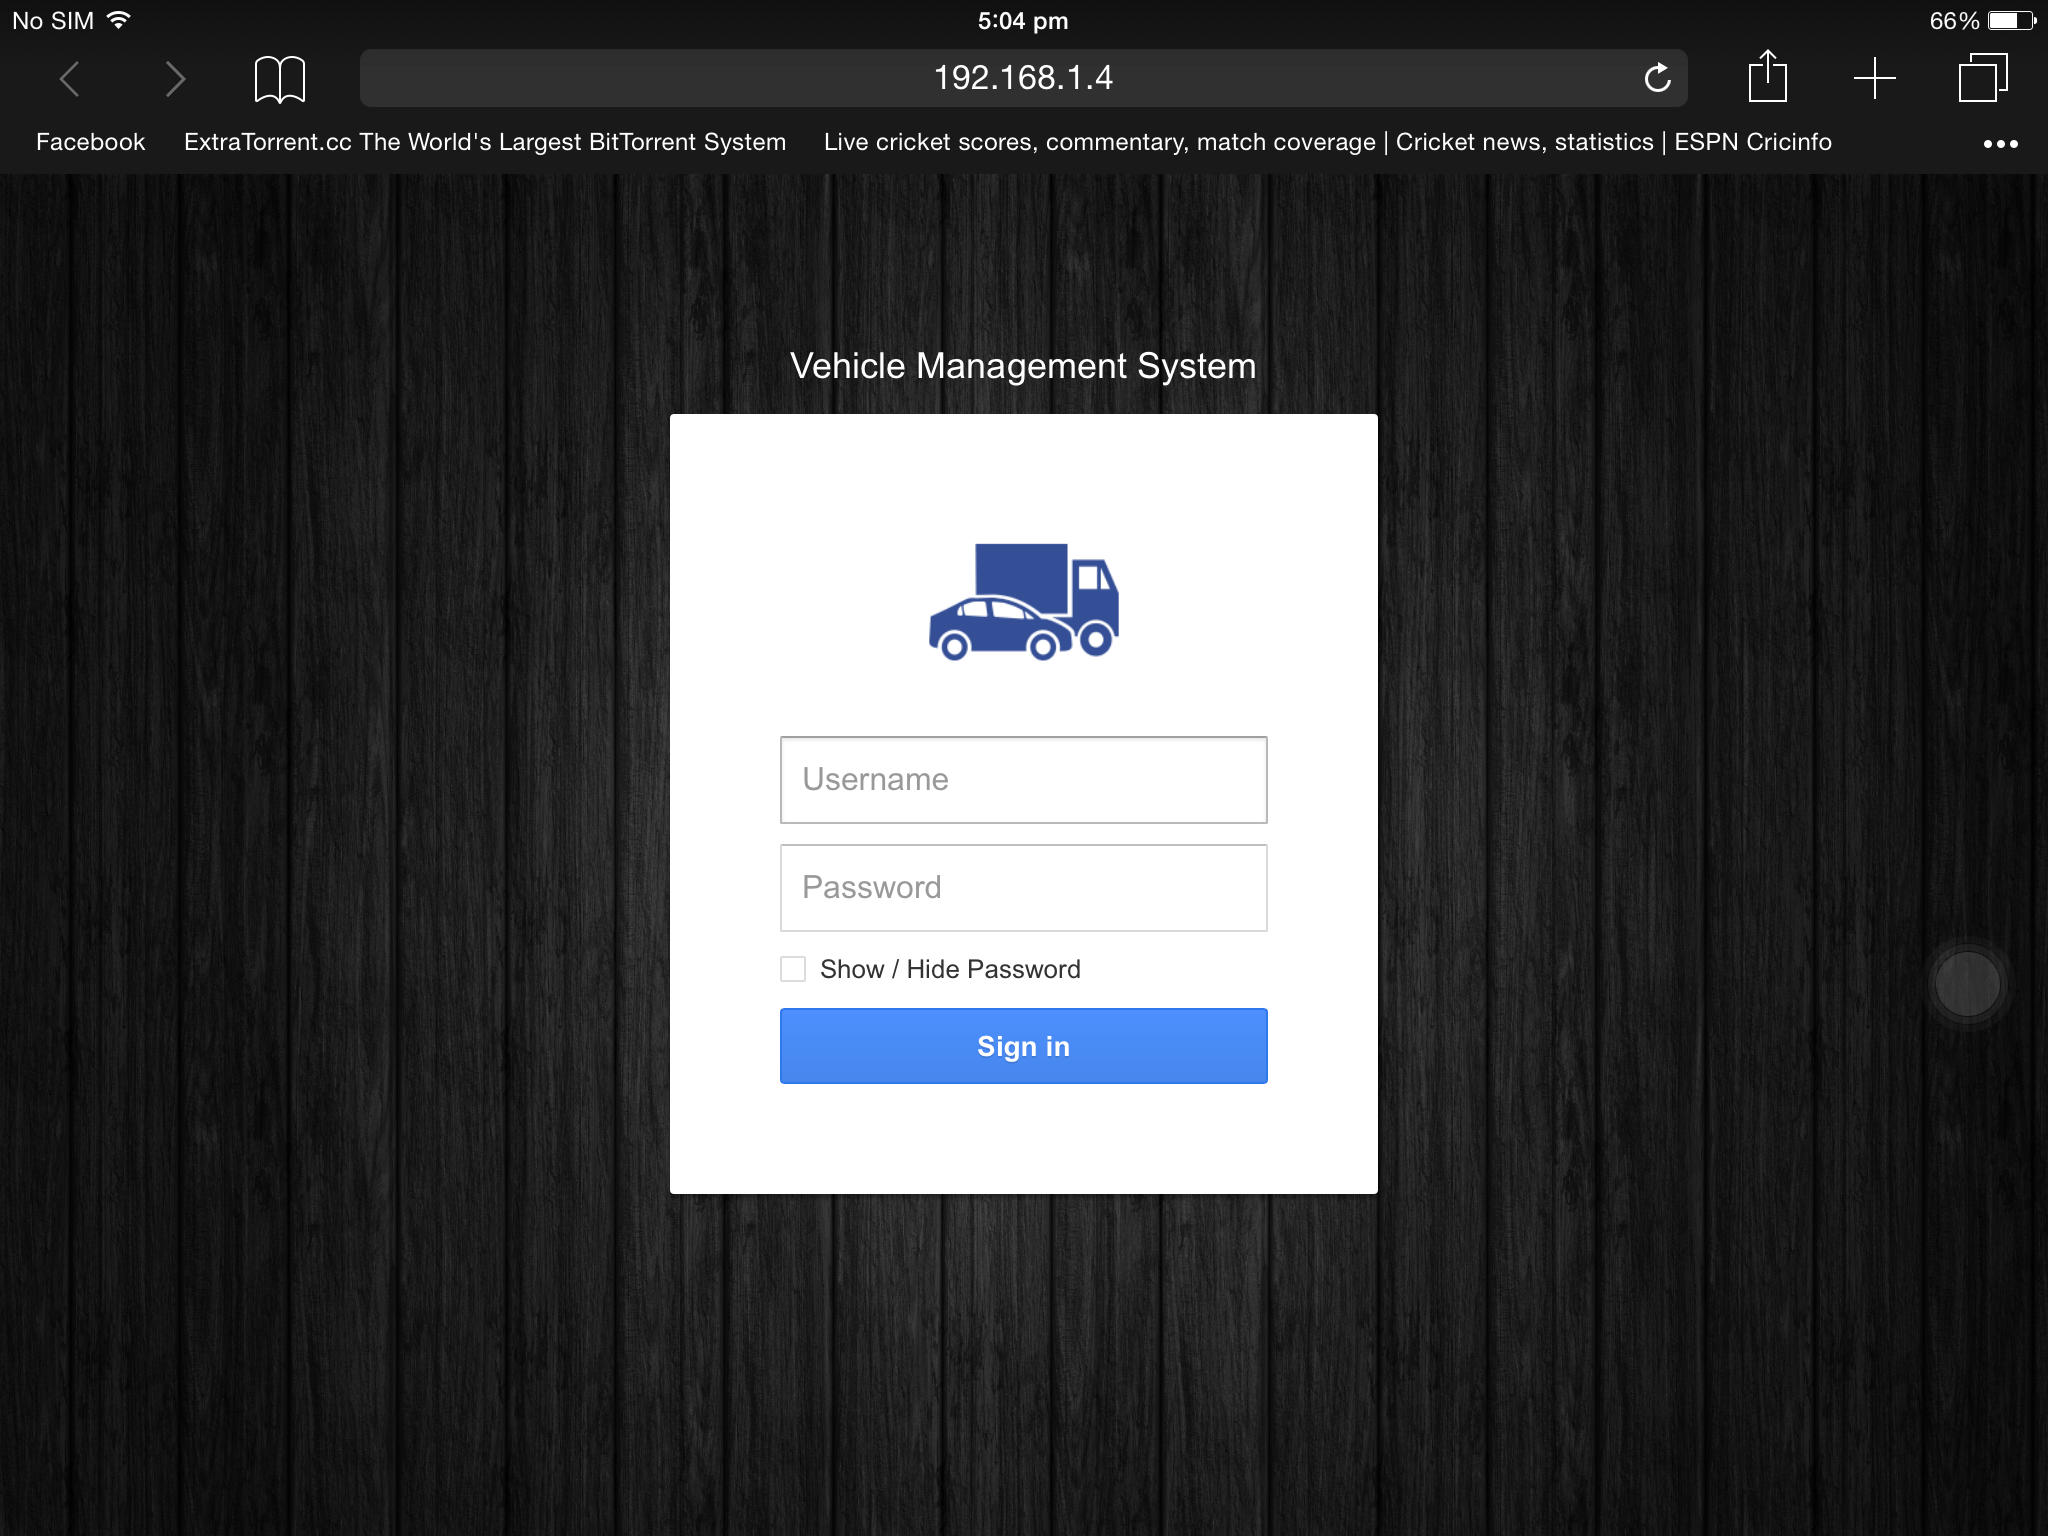 No SIM 5:04 pm 66%
192.168.1.4
Facebook ExtraTorrent.cc The World's Largest BitTorrent System Live cricket scores, commentary, match coverage | Cricket news, statistics | ESPN Cricinfo
Vehicle Management System
Username
Password
Show / Hide Password
Sign in